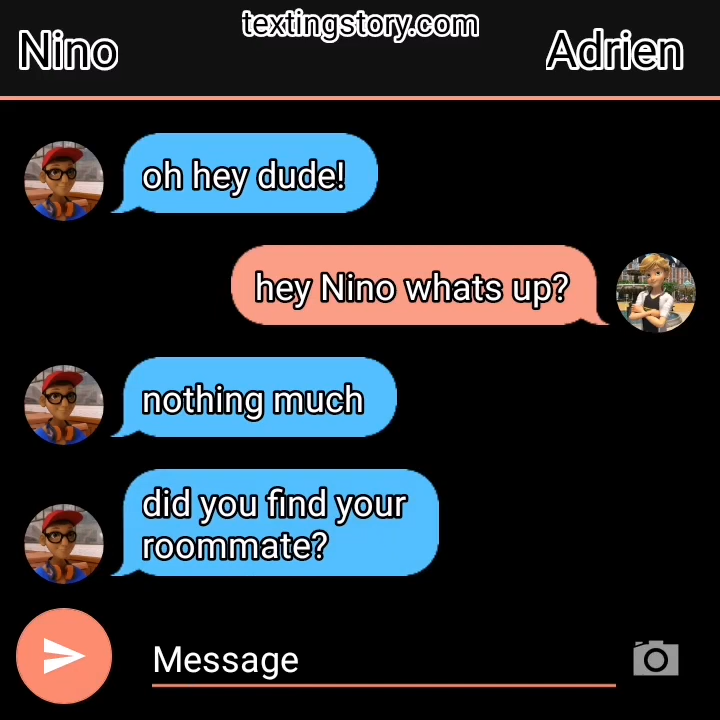 textingstory.com
Nino
Adrien
oh hey dude!
hey Nino whats up?
nothing much
did you find your
roommate?
Message